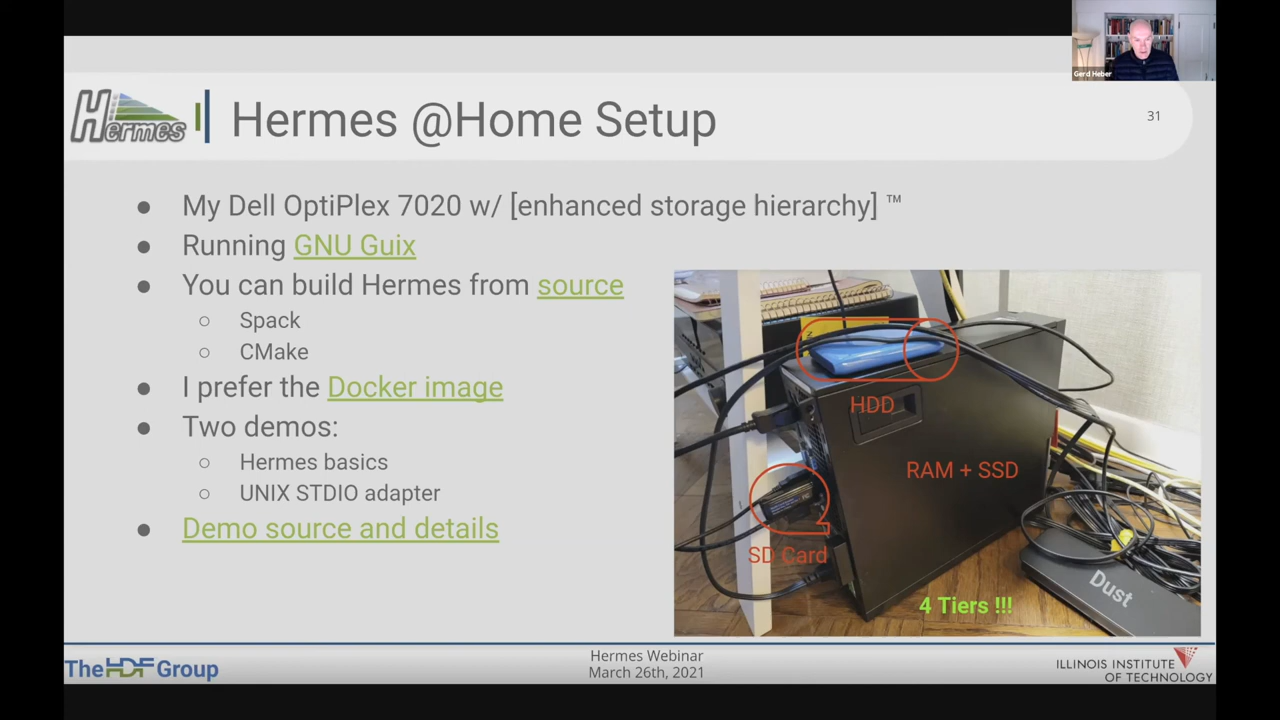 Gerd Heber
Hermes
Hermes @Home Setup
31
● My Dell OptiPlex 7020 w/ [enhanced storage hierarchy] ™
● Running GNU Guix
● You can build Hermes from source
○ Spack
○ CMake
● I prefer the Docker image
● Two demos:
○ Hermes basics
○ UNIX STDIO adapter
● Demo source and details
HDD
RAM + SSD
SD Card
Dust
4 Tiers !!!
The HDF Group
Hermes Webinar
March 26th, 2021
ILLINOIS INSTITUTE
OF TECHNOLOGY